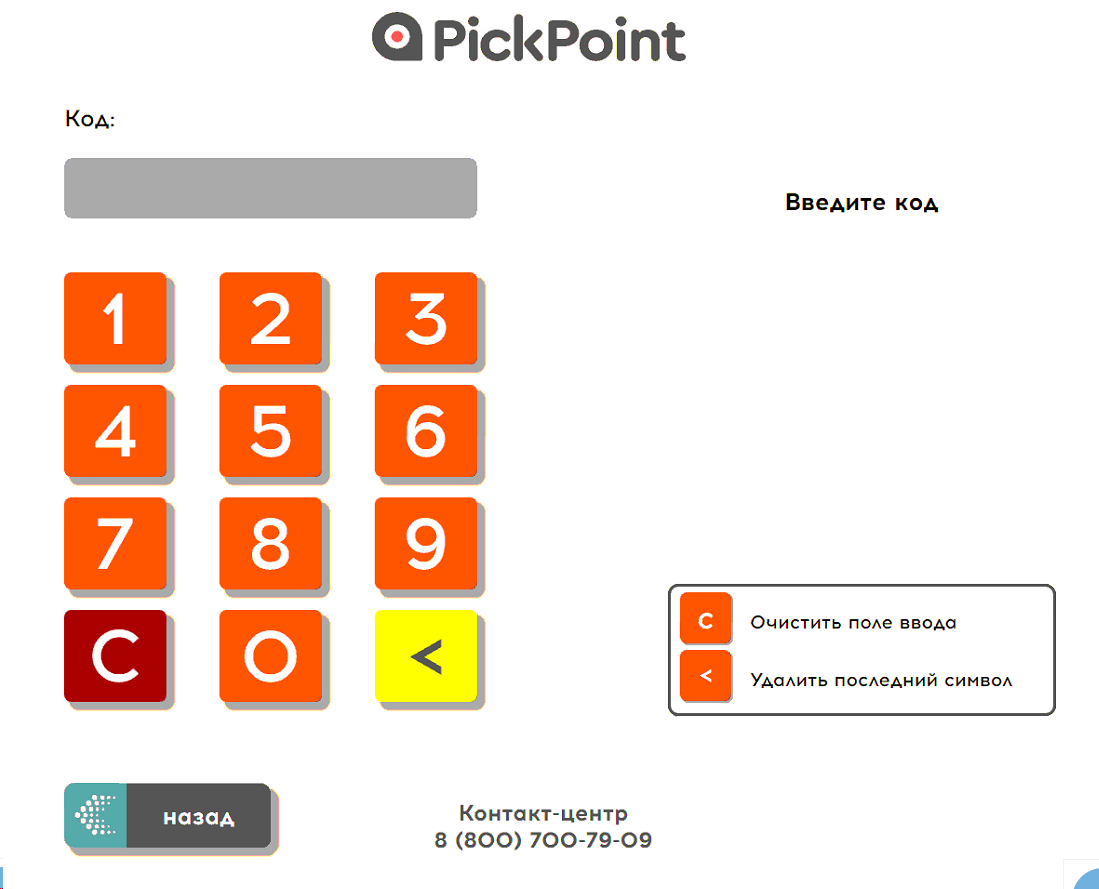 PickPoint
Код:
Введите код
1 2 3
4 5 6
7 8 9
C 0 <
C Очистить поле ввода
< Удалить последний символ
назад
Контакт-центр
8 (800) 700-79-09